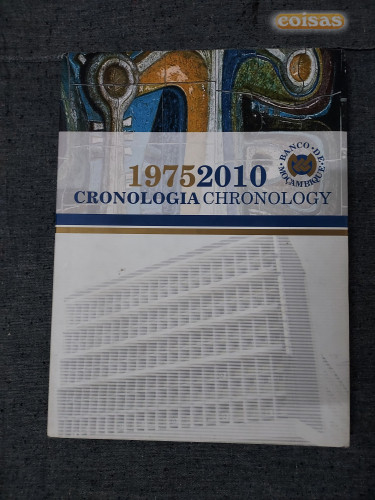 coisas
19752010
CRONOLOGIA CHRONOLOGY
BANCO DE
MOÇAMBIQUE